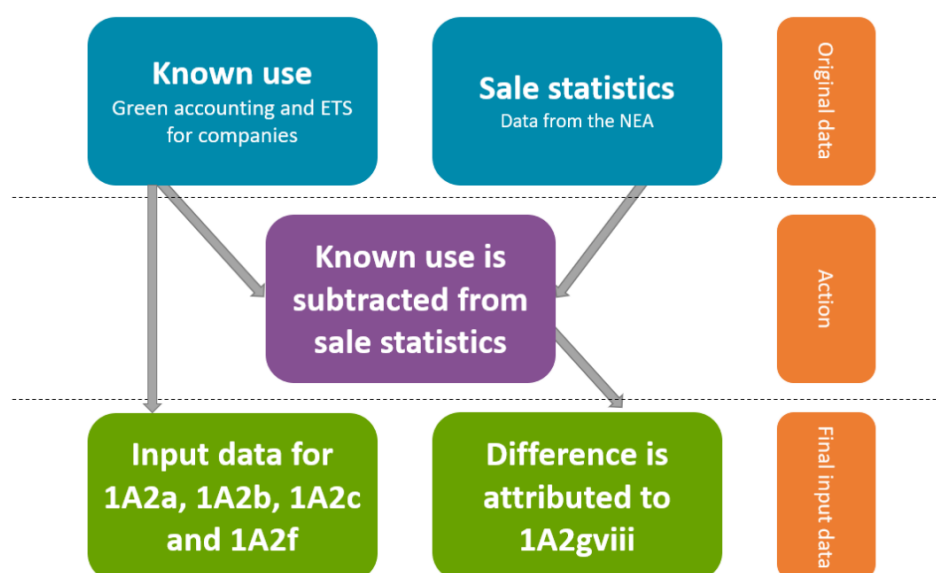 Known use
Green accounting and ETS
for companies
Sale statistics
Data from the NEA
Original data
Known use is
subtracted from
sale statistics
Action
Input data for
1A2a, 1A2b, 1A2c
and 1A2f
Difference is
attributed to
1A2gviii
Final input data